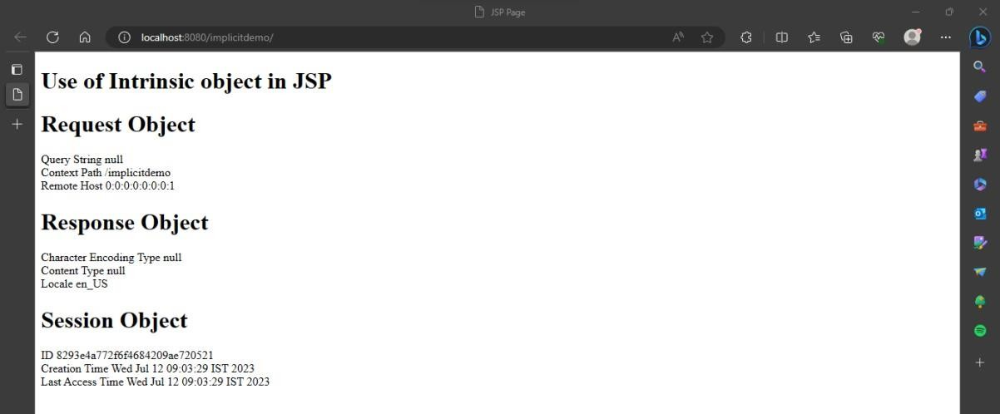 JSP Page
localhost:8080/implicitdemo/
Use of Intrinsic object in JSP
Request Object
Query String null
Context Path /implicitdemo
Remote Host 0:0:0:0:0:0:0:1
Response Object
Character Encoding Type null
Content Type null
Locale en_US
Session Object
ID 8293e4a772f6f4684209ae720521
Creation Time Wed Jul 12 09:03:29 IST 2023
Last Access Time Wed Jul 12 09:03:29 IST 2023